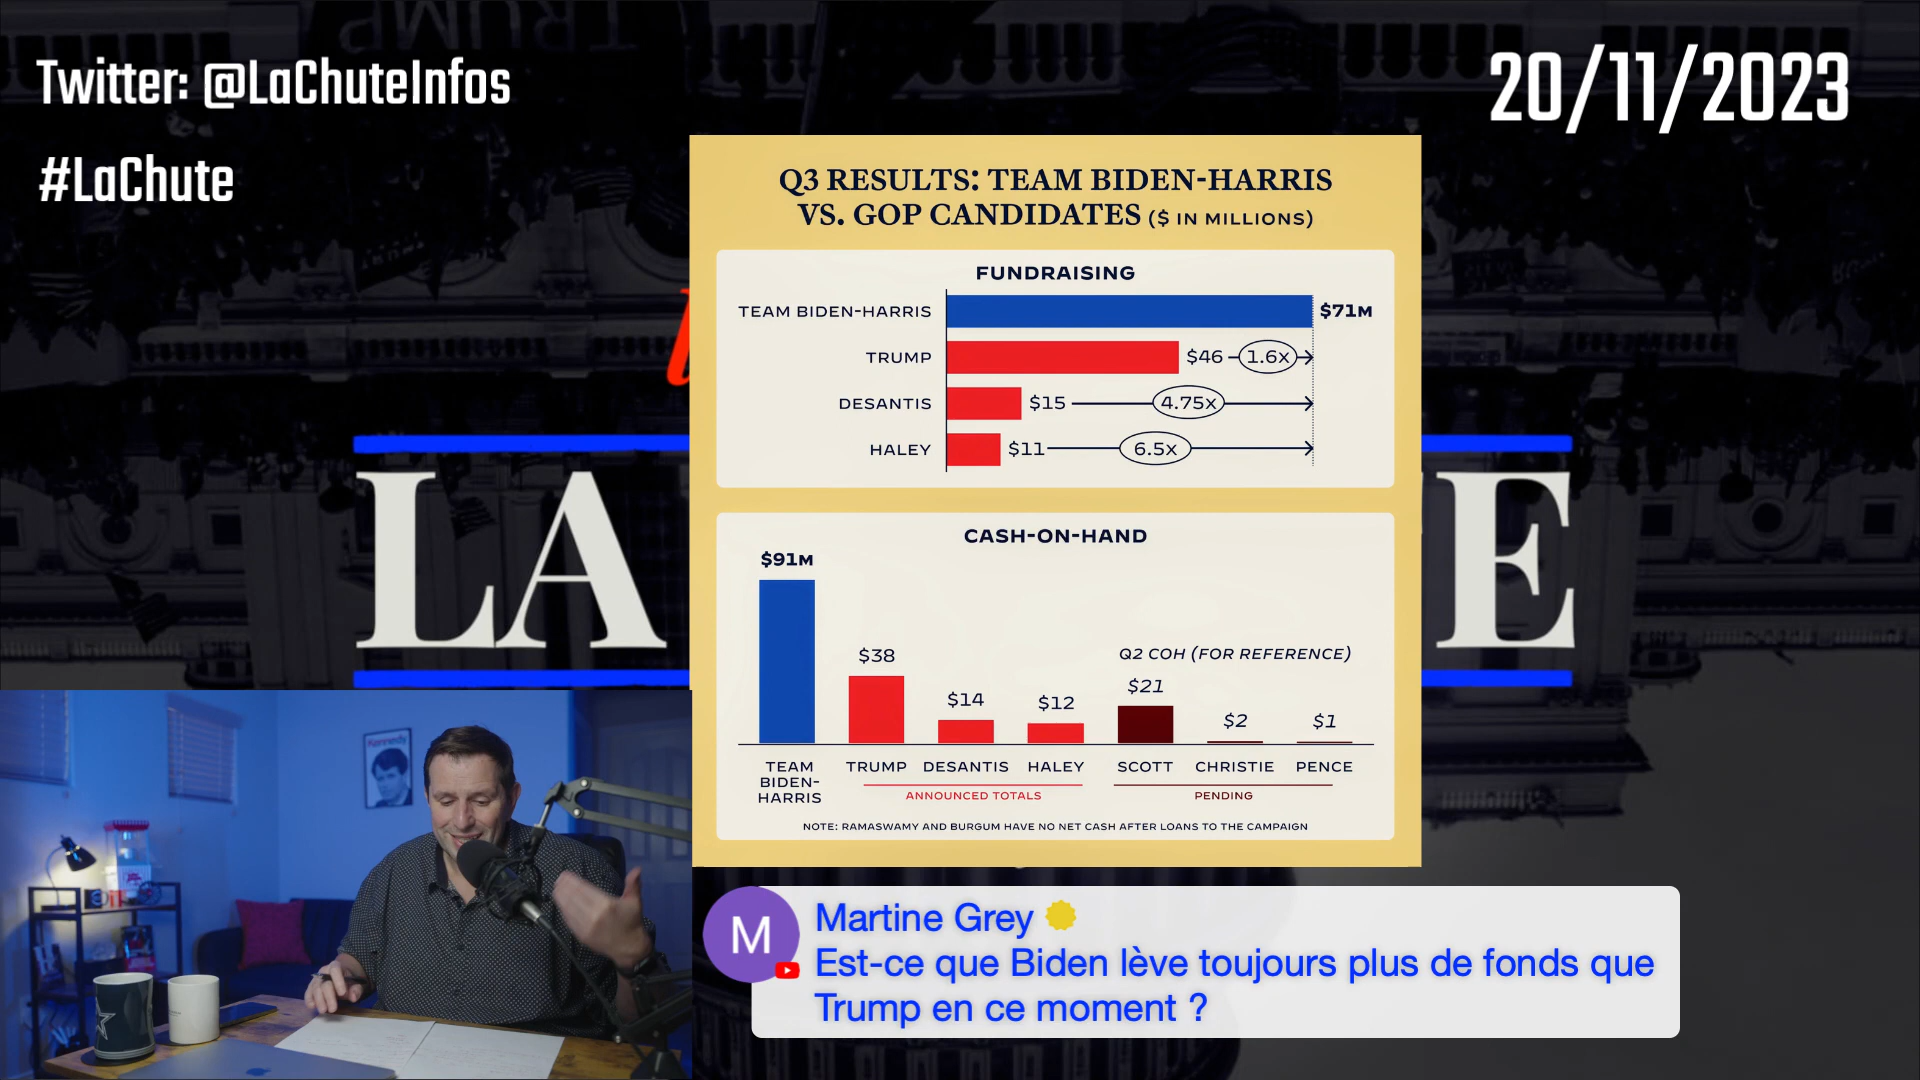 Twitter: @LaChuteInfos
#LaChute
20/11/2023
Q3 RESULTS: TEAM BIDEN-HARRIS
VS. GOP CANDIDATES ($ IN MILLIONS)
FUNDRAISING
TEAM BIDEN-HARRIS $71M
TRUMP $46 1.6x
DESANTIS $15 4.75x
HALEY $11 6.5x
CASH-ON-HAND
$91M
$38
$14
$12
Q2 COH (FOR REFERENCE)
$21
$2
$1
TEAM BIDEN-HARRIS
TRUMP
DESANTIS
HALEY
SCOTT
CHRISTIE
PENCE
ANNOUNCED TOTALS
PENDING
NOTE: RAMASWAMY AND BURGUM HAVE NO NET CASH AFTER LOANS TO THE CAMPAIGN
LA
E
TRUMP
Kennedy
M
Martine Grey
Est-ce que Biden lève toujours plus de fonds que
Trump en ce moment ?